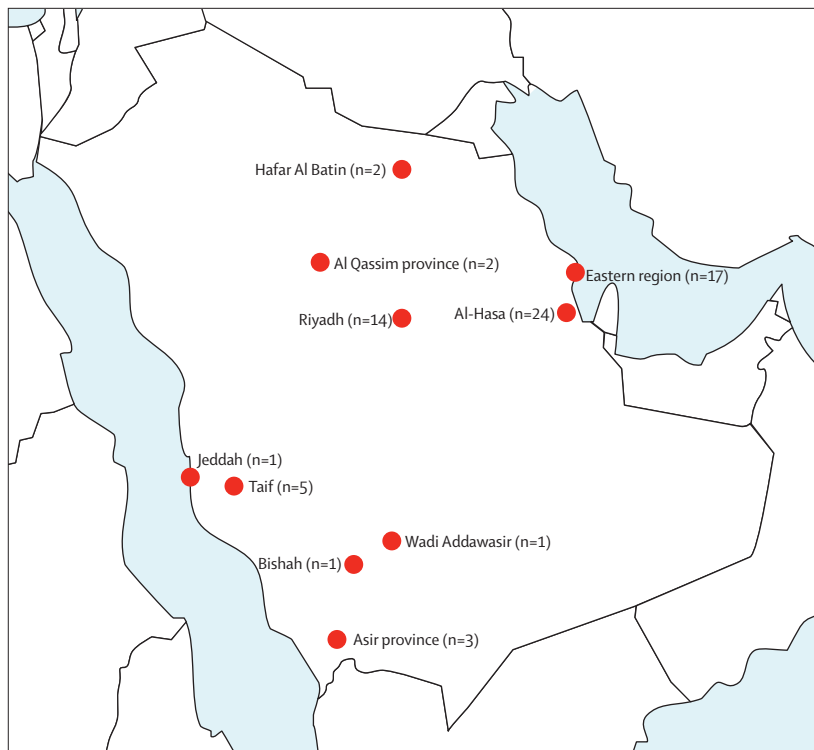 Hafar Al Batin (n=2)
Al Qassim province (n=2)
Eastern region (n=17)
Al-Hasa (n=24)
Riyadh (n=14)
Jeddah (n=1)
Taif (n=5)
Wadi Addawasir (n=1)
Bishah (n=1)
Asir province (n=3)